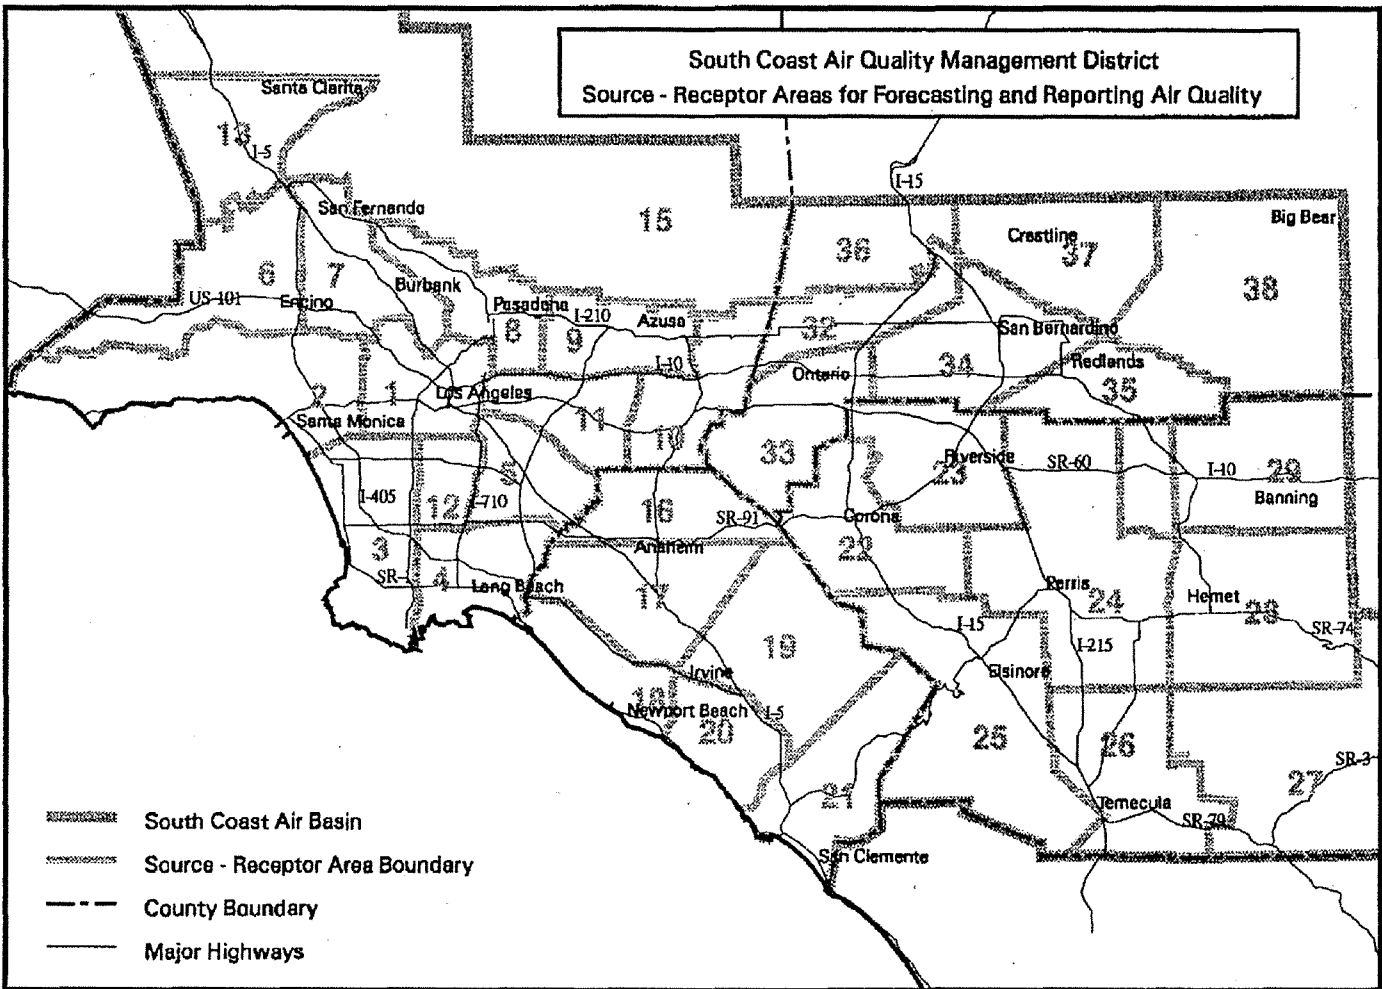 South Coast Air Quality Management District
Source - Receptor Areas for Forecasting and Reporting Air Quality
Santa Clarita
13
I-5
I-15
San Fernando
15
Big Bear
Crestline
36
37
6
7
Burbank
38
US-101
Encino
Pasadena
I-210
Azusa
8
9
32
San Bernardino
I-10
Ontario
34
Redlands
35
2
1
Los Angeles
Santa Monica
11
10
33
Riverside
23
SR-60
I-10
29
Banning
5
I-405
12
I-710
16
SR-91
Corona
3
Anaheim
22
SR-
4
Long Beach
17
Perris
24
Hemet
28
SR-74
I-15
I-215
19
Elsinore
Irvine
18
Newport Beach
I-5
20
25
26
SR-3
27
21
Temecula
SR-79
San Clemente
South Coast Air Basin
Source - Receptor Area Boundary
County Boundary
Major Highways